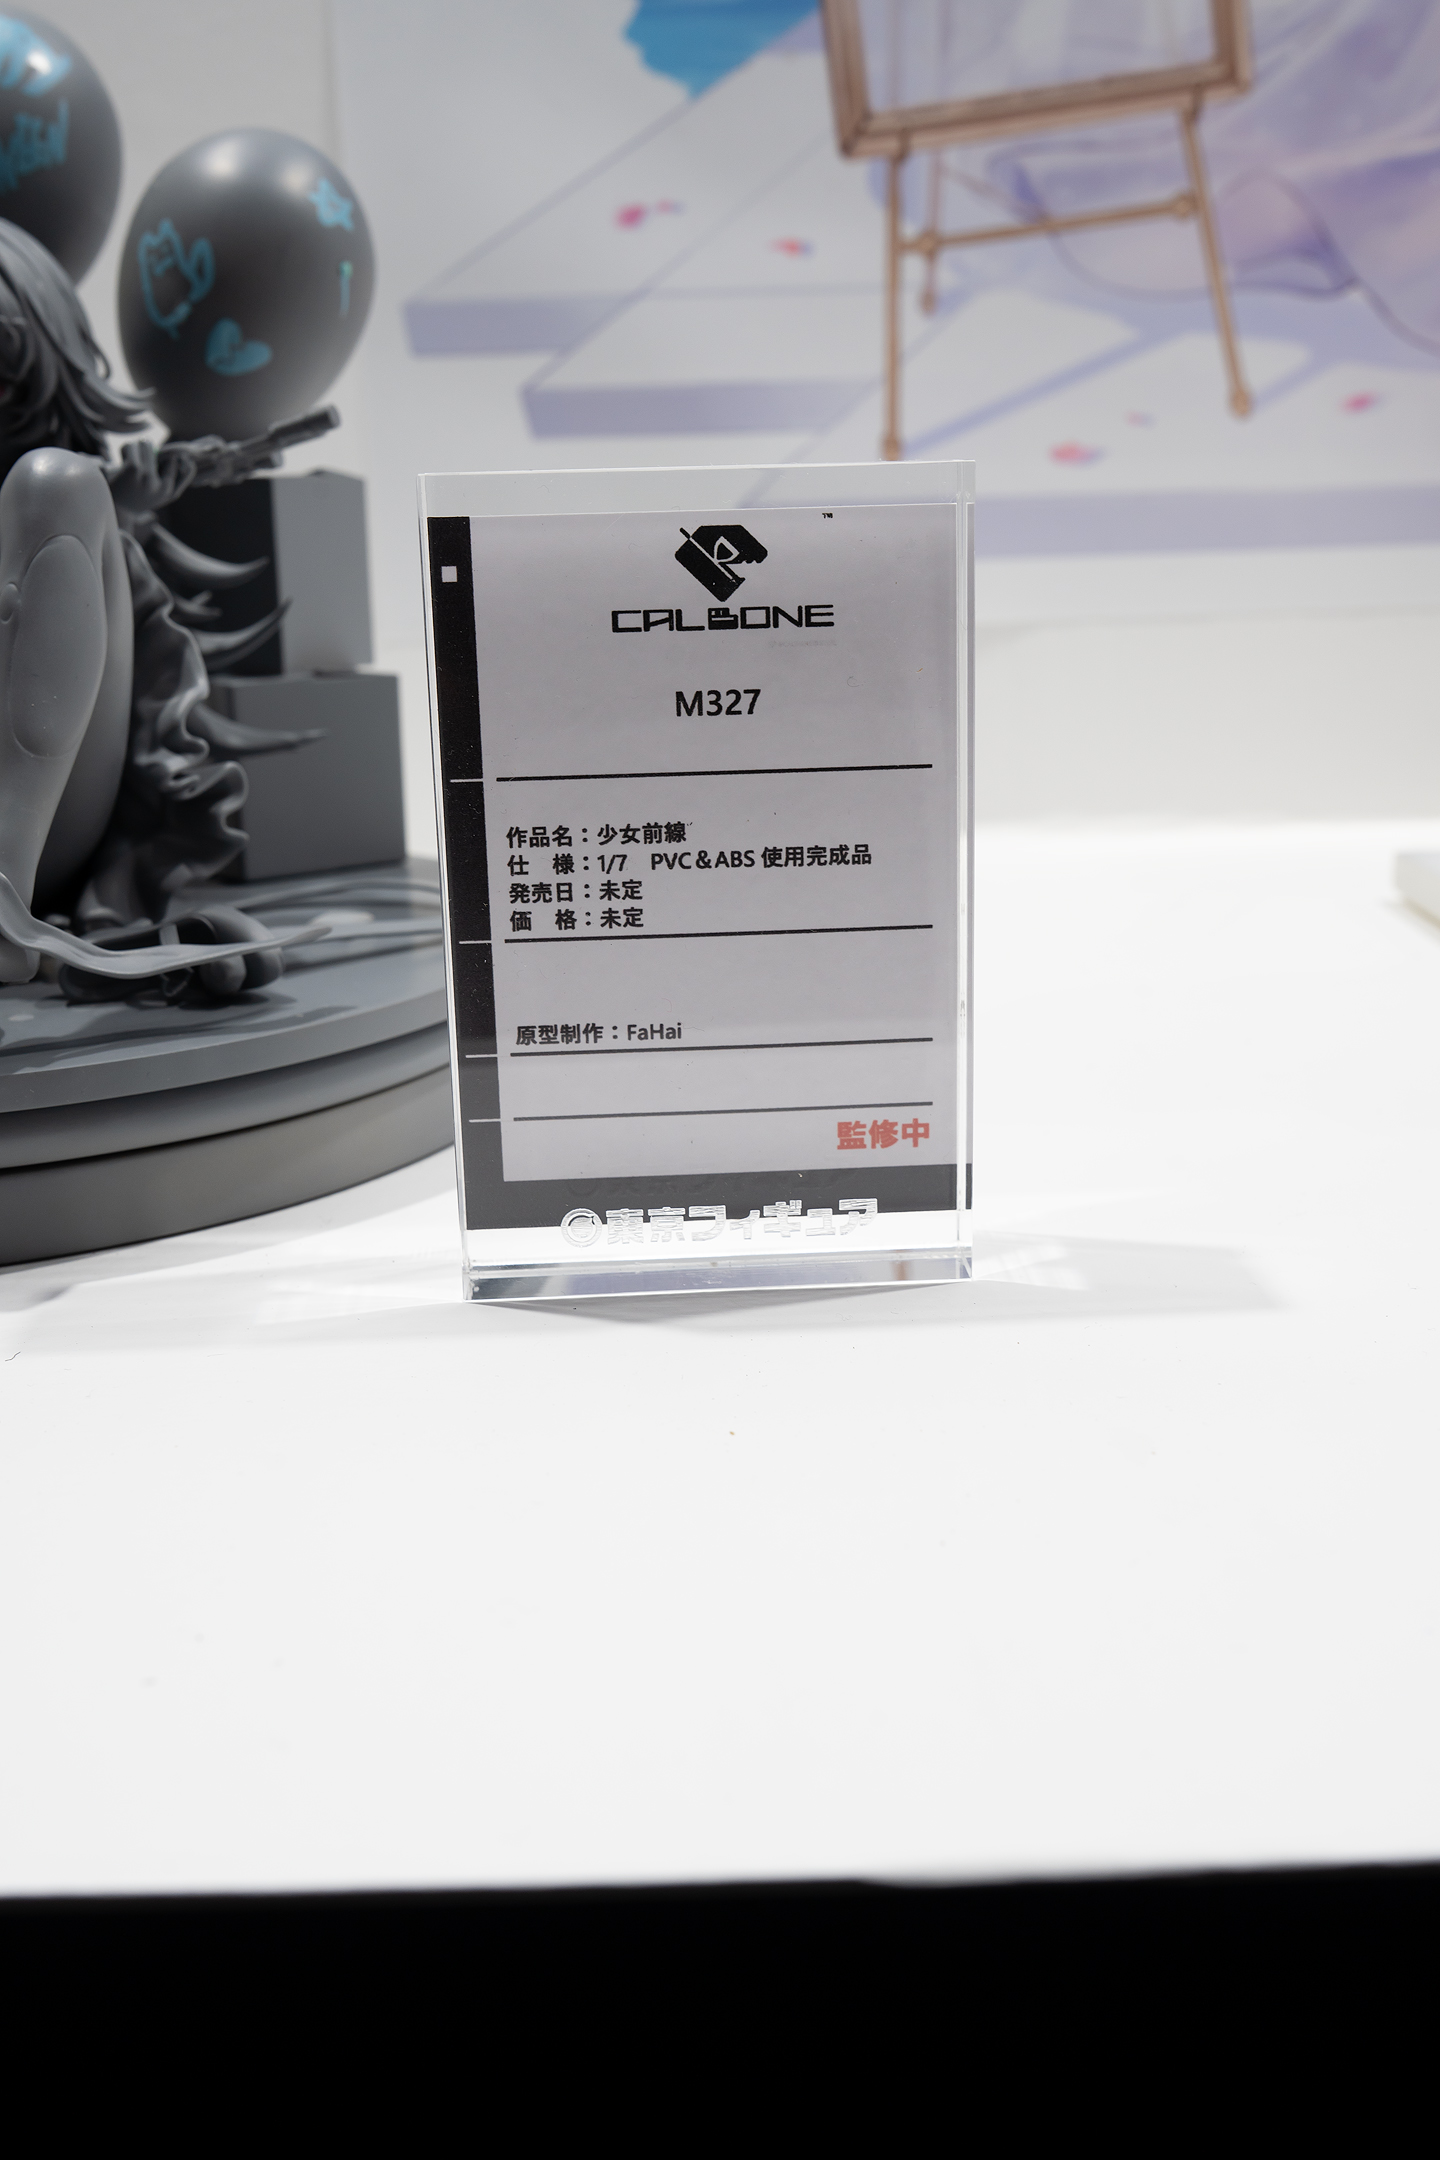 ™
CALBONE
M327
作品名：少女前線
仕　様：1/7　PVC＆ABS 使用完成品
発売日：未定
価　格：未定
原型制作：FaHai
監修中
東京フィギュア